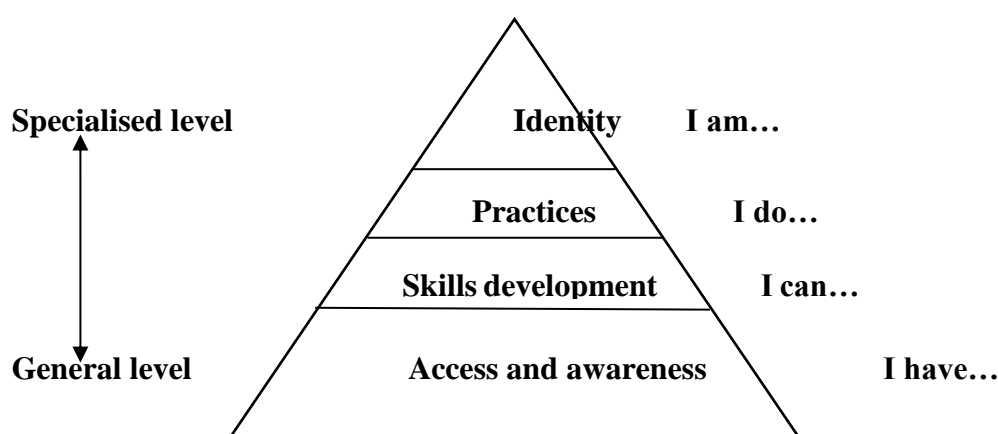 Specialised level Identity I am…
Practices I do…
Skills development I can…
General level Access and awareness I have…